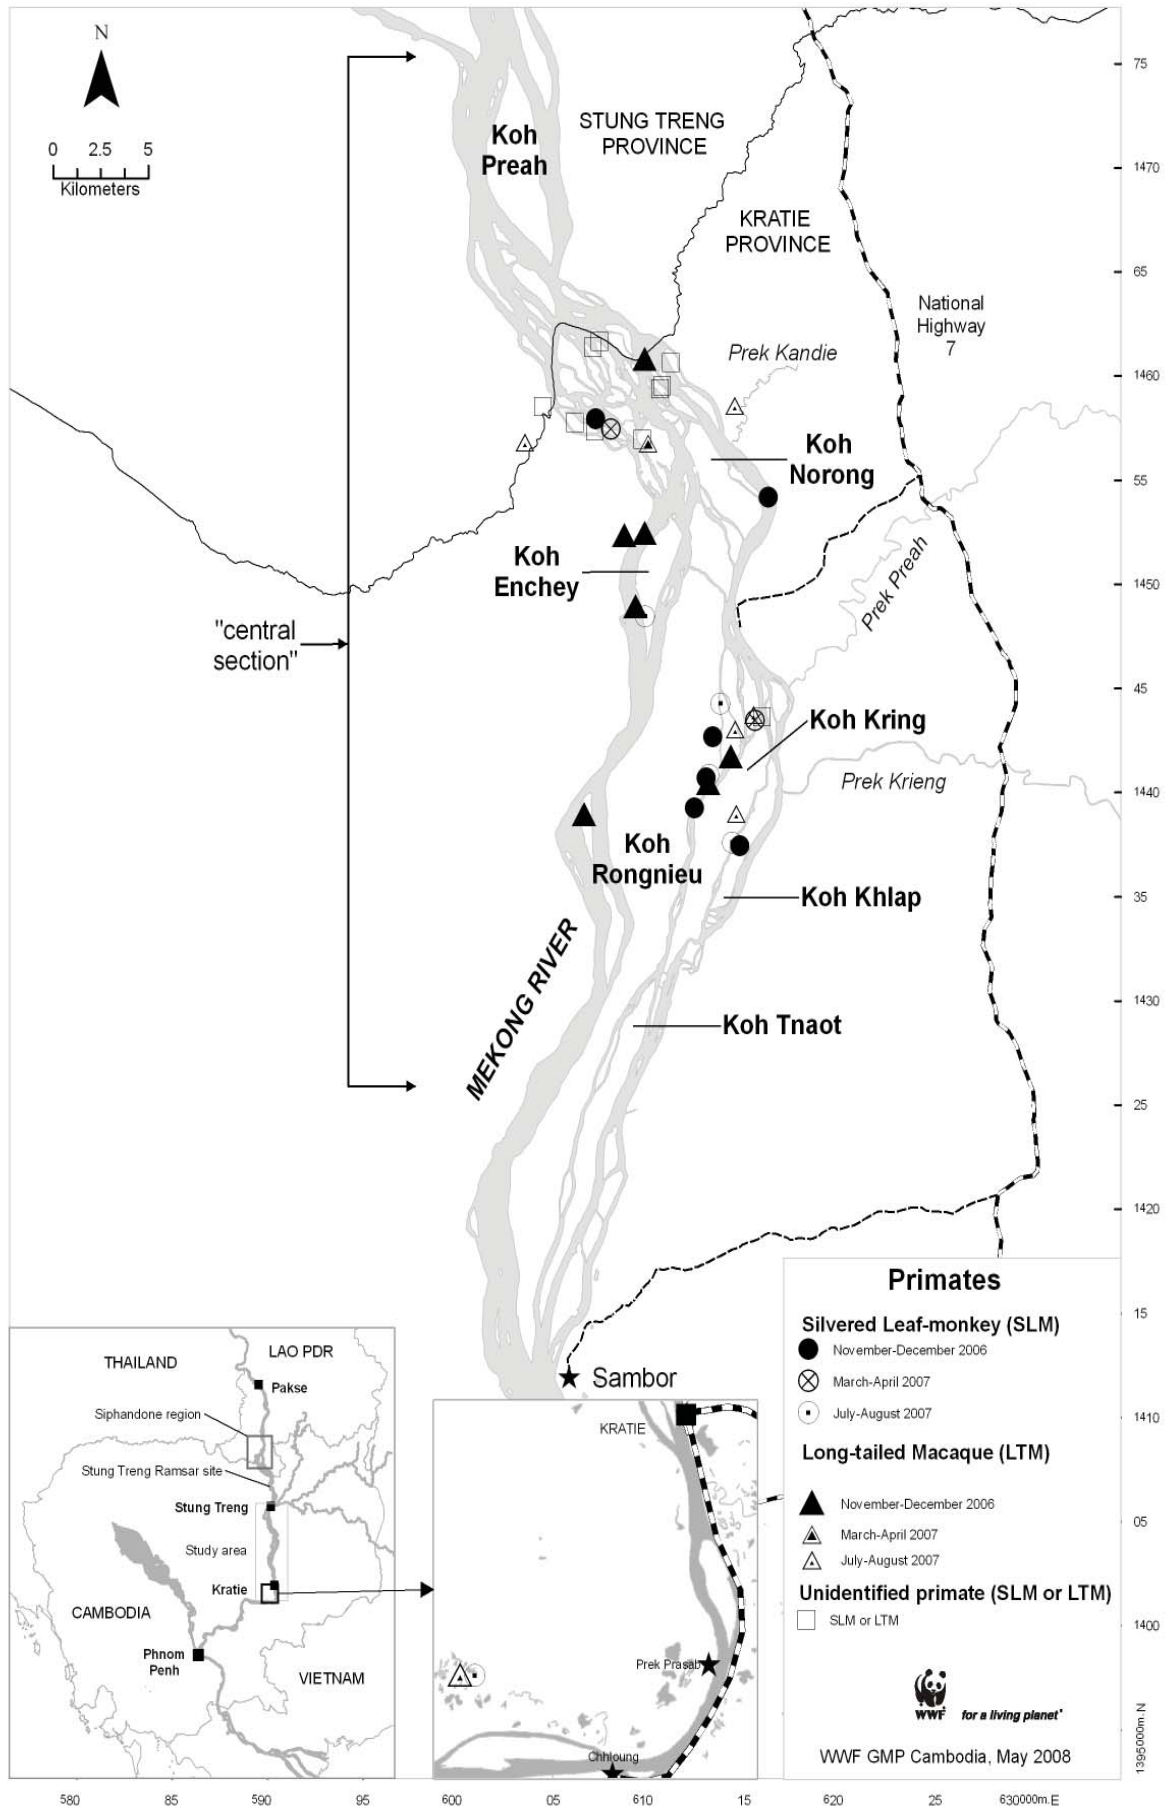 N
0 2.5 5
Kilometers
75
1470
65
1460
55
1450
45
1440
35
1430
25
1420
15
1410
05
1400
1395000m.N
Koh
Preah
STUNG TRENG
PROVINCE
KRATIE
PROVINCE
National
Highway
7
Prek Kandie
Koh
Norong
Koh
Enchey
Prek Preah
"central
section"
Koh Kring
Prek Krieng
Koh
Rongnieu
Koh Khlap
MEKONG RIVER
Koh Tnaot
Sambor
THAILAND
LAO PDR
Pakse
Siphandone region
Stung Treng Ramsar site
Stung Treng
Study area
Kratie
CAMBODIA
Phnom
Penh
VIETNAM
KRATIE
Prek Prasab
Chhloung
Primates
Silvered Leaf-monkey (SLM)
November-December 2006
March-April 2007
July-August 2007
Long-tailed Macaque (LTM)
November-December 2006
March-April 2007
July-August 2007
Unidentified primate (SLM or LTM)
SLM or LTM
WWF
for a living planet®
WWF GMP Cambodia, May 2008
580 85 590 95 600 05 610 15 620 25 630000m.E